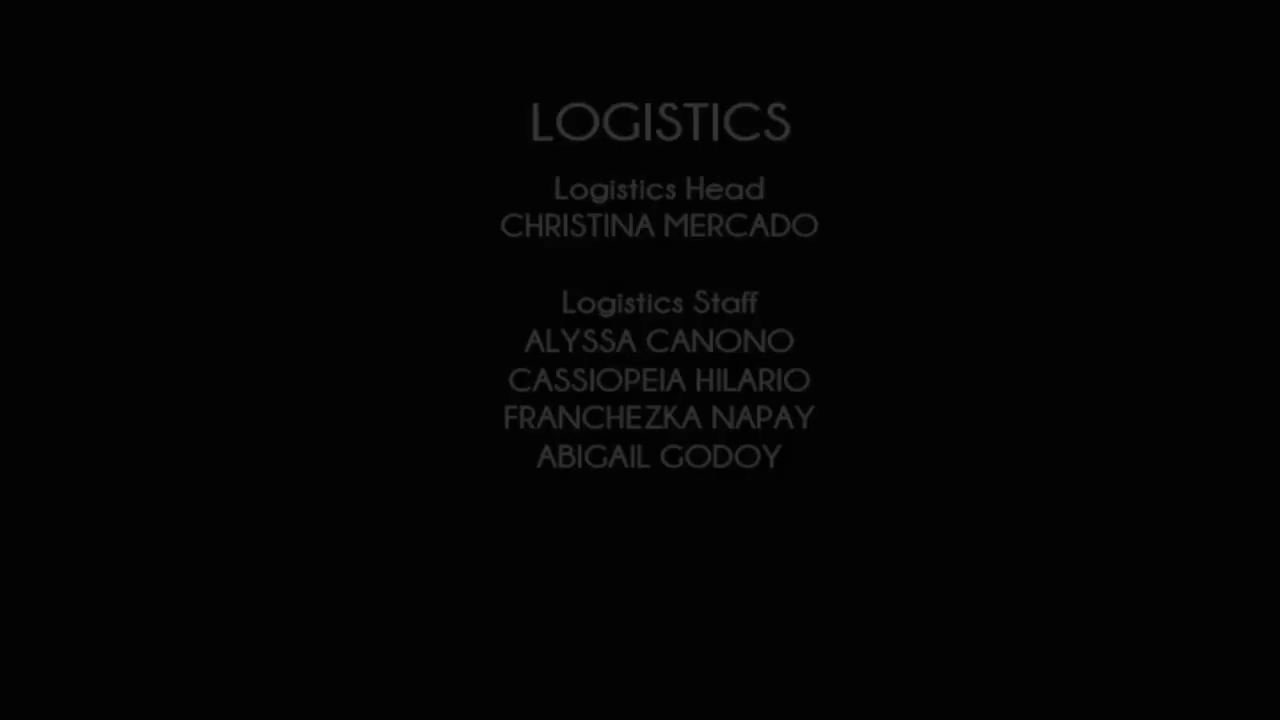 LOGISTICS
Logistics Head
CHRISTINA MERCADO
Logistics Staff
ALYSSA CANONO
CASSIOPEIA HILARIO
FRANCHEZKA NAPAY
ABIGAIL GODOY